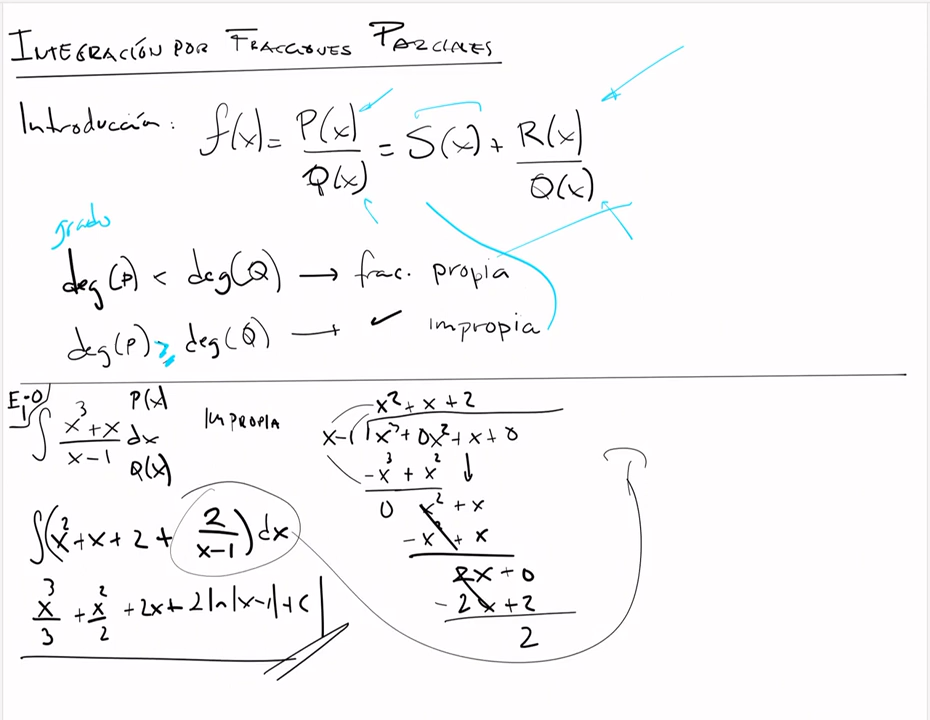 INTEGRACIÓN POR FRACCIONES PARCIALES
Introducción: f(x) = P(x)/Q(x) = S(x) + R(x)/Q(x)
grado
deg(P) < deg(Q) → frac. propia
deg(P) ≥ deg(Q) → ✓ impropia
EJ-01
∫ (x³+x)/(x-1) dx P(x) Q(x) IMPROPIA
∫(x²+x+2+ 2/(x-1))dx
x³/3 + x²/2 + 2x + 2ln|x-1| + C
x² + x + 2
x-1 x³ + 0x² + x + 0
-x³ + x² ↓
0 x² + x
-x² + x
2x + 0
-2x + 2
2